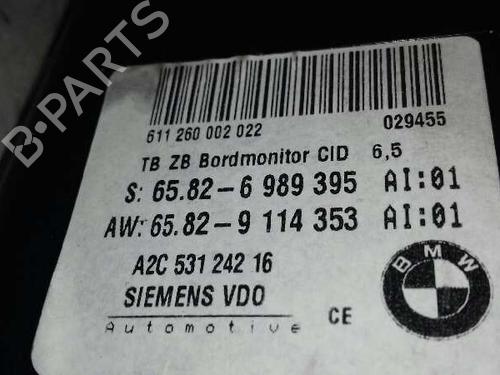 B-PARTS
611 260 002 022
029455
TB ZB Bordmonitor CID 6,5
S: 65.82-6 989 395 AI:01
AW: 65.82-9 114 353 AI:01
A2C 531 242 16
SIEMENS VDO
Automotive
CE
BMW